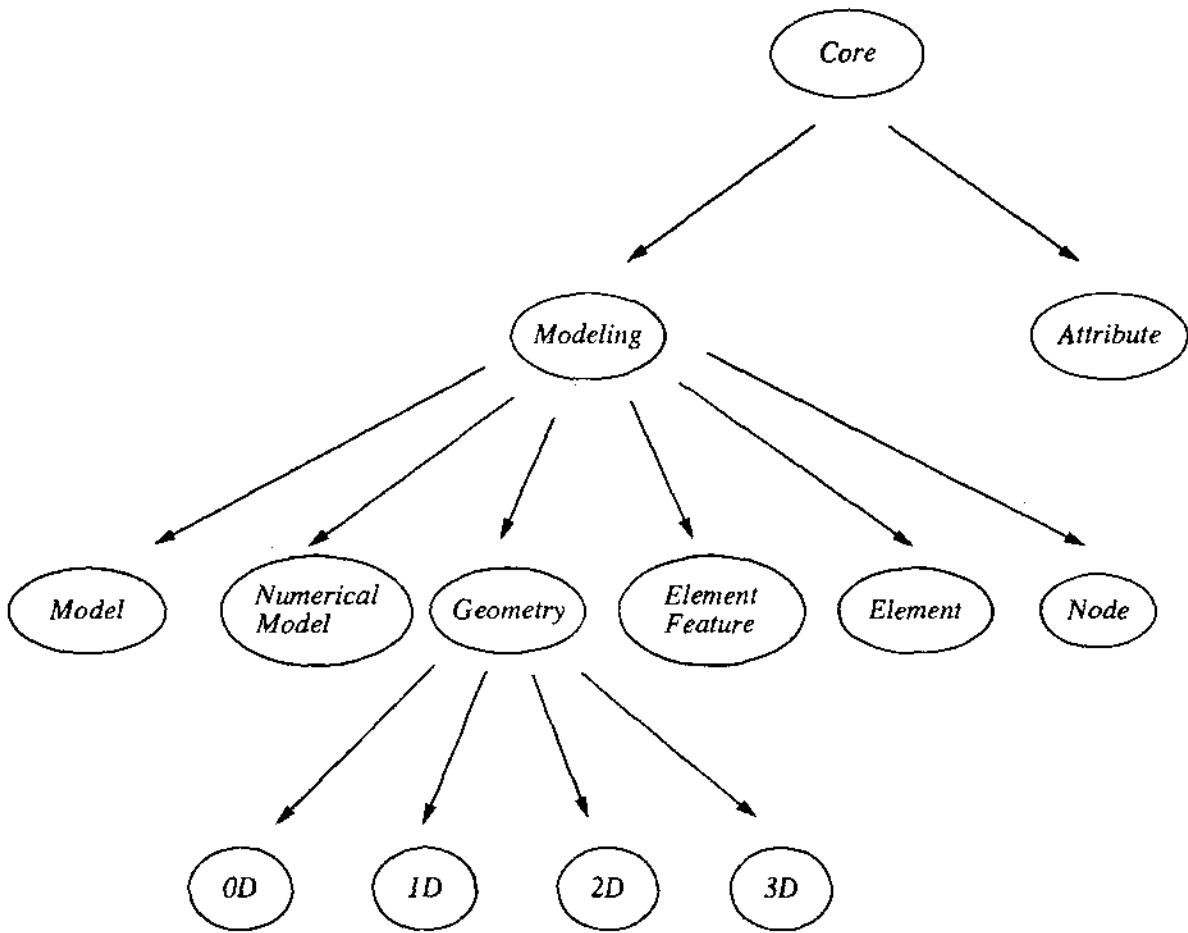 Core
Modeling
Attribute
Model
Numerical
Model
Geometry
Element
Feature
Element
Node
0D
1D
2D
3D